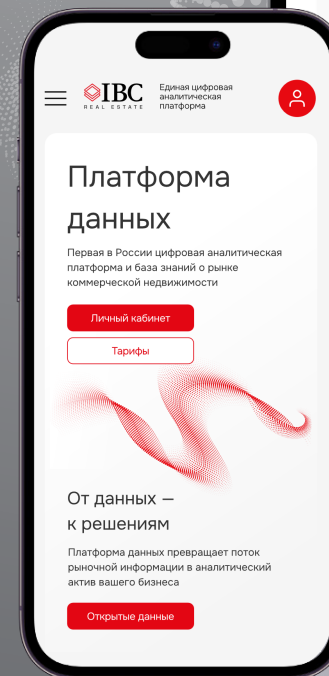 IBC
REAL ESTATE
Единая цифровая
аналитическая
платформа
Платформа
данных
Первая в России цифровая аналитическая
платформа и база знаний о рынке
коммерческой недвижимости
Личный кабинет
Тарифы
От данных —
к решениям
Платформа данных превращает поток
рыночной информации в аналитический
актив вашего бизнеса
Открытые данные